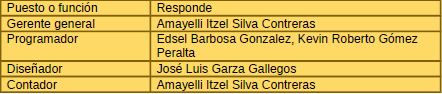 Puesto o función Responde
Gerente general Amayelli Itzel Silva Contreras
Programador Edsel Barbosa Gonzalez, Kevin Roberto Gómez
Peralta
Diseñador José Luis Garza Gallegos
Contador Amayelli Itzel Silva Contreras